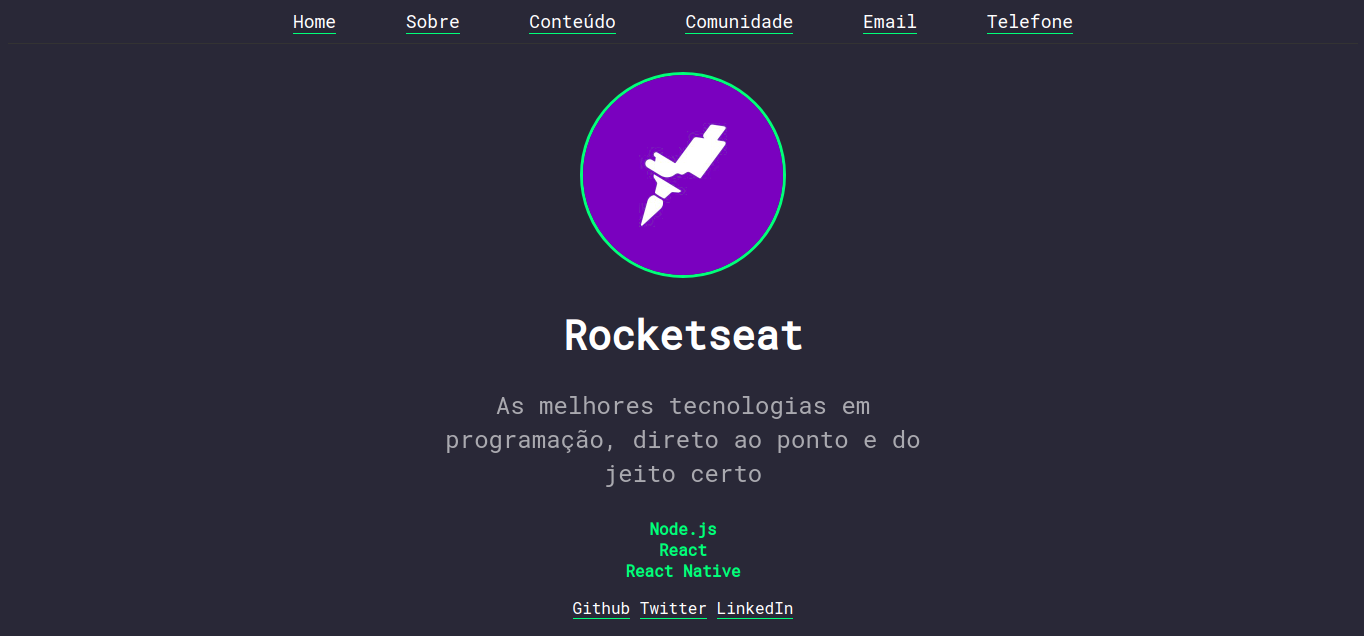 Home Sobre Conteúdo Comunidade Email Telefone
Rocketseat
As melhores tecnologias em
programação, direto ao ponto e do
jeito certo
Node.js
React
React Native
Github Twitter LinkedIn